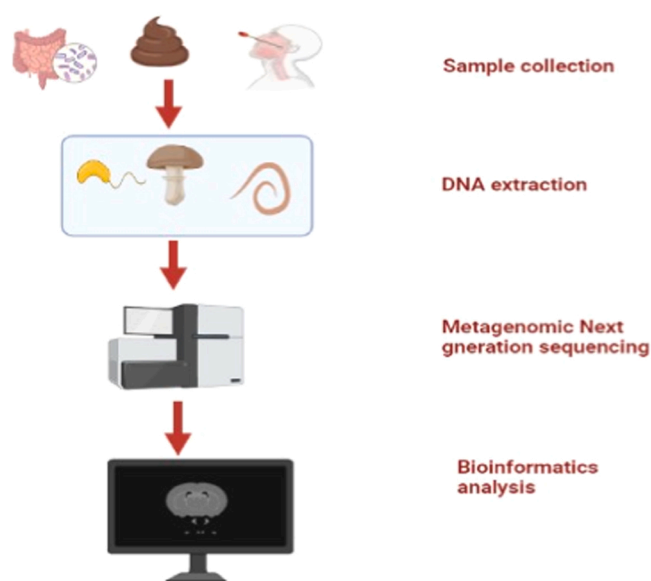 Sample collection
DNA extraction
Metagenomic Next
gneration sequencing
Bioinformatics
analysis